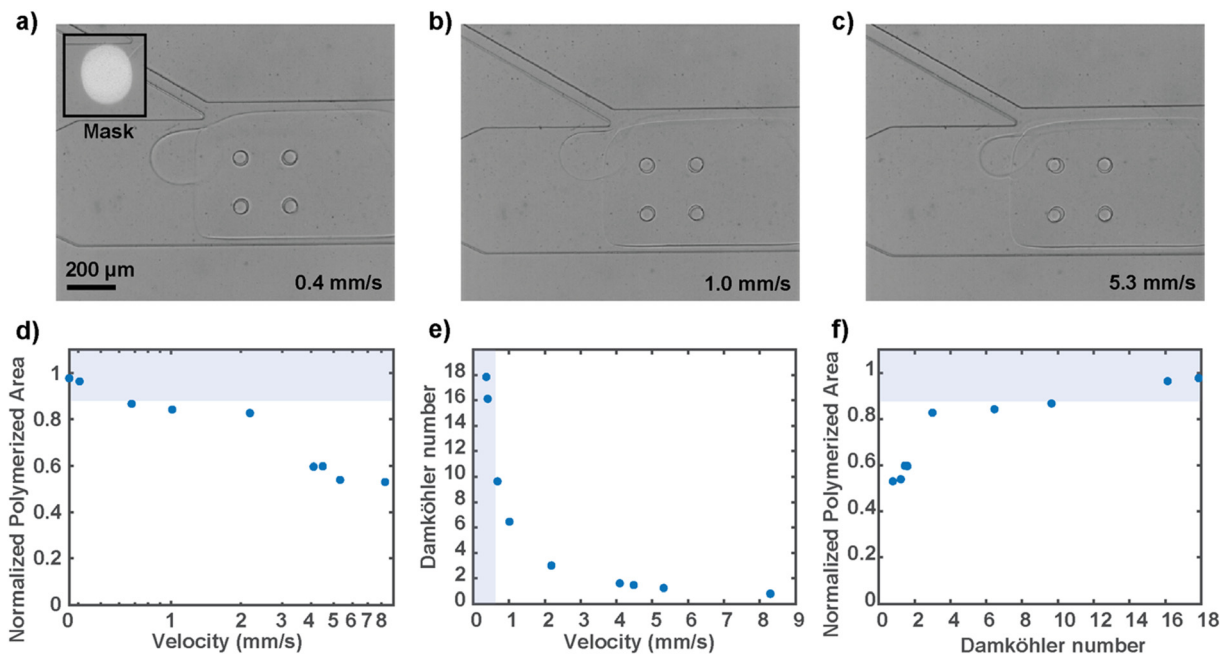 a)
b)
c)
Mask
200 µm
0.4 mm/s
1.0 mm/s
5.3 mm/s
d)
e)
f)
Normalized Polymerized Area
1
0.8
0.6
0.4
0.2
0
0 1 2 3 4 5 6 7 8
Velocity (mm/s)
Damköhler number
18
16
14
12
10
8
6
4
2
0
0 1 2 3 4 5 6 7 8 9
Velocity (mm/s)
Normalized Polymerized Area
1
0.8
0.6
0.4
0.2
0
0 2 4 6 8 10 12 14 16 18
Damköhler number